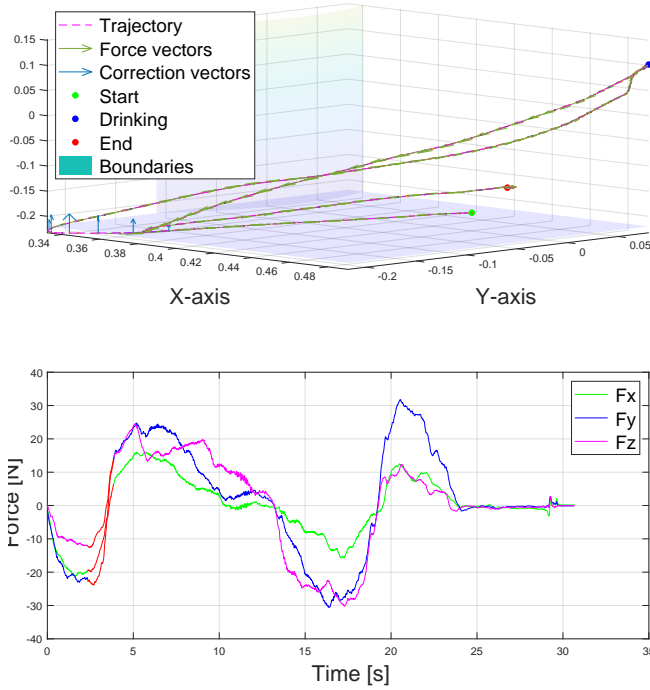 0.15
0.1
0.05
0
-0.05
-0.1
-0.15
-0.2
Trajectory
Force vectors
Correction vectors
Start
Drinking
End
Boundaries
0.34
0.36
0.38
0.4
0.42
0.44
0.46
0.48
X-axis
-0.2
-0.15
-0.1
-0.05
0
0.05
Y-axis
40
30
20
10
0
-10
-20
-30
-40
Force [N]
Fx
Fy
Fz
0 5 10 15 20 25 30 35
Time [s]